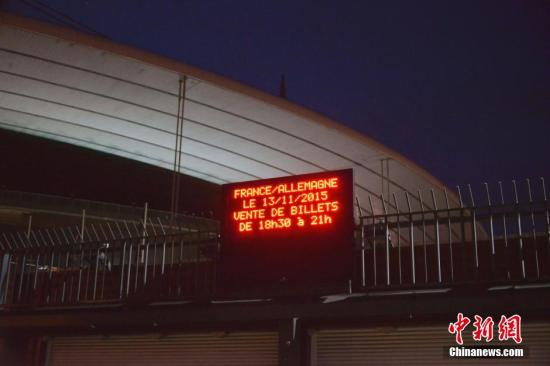 FRANCE/ALLEMAGNE
LE 13/11/2015
VENTE DE BILLETS
DE 18h30 à 21h
中新网
Chinanews.com